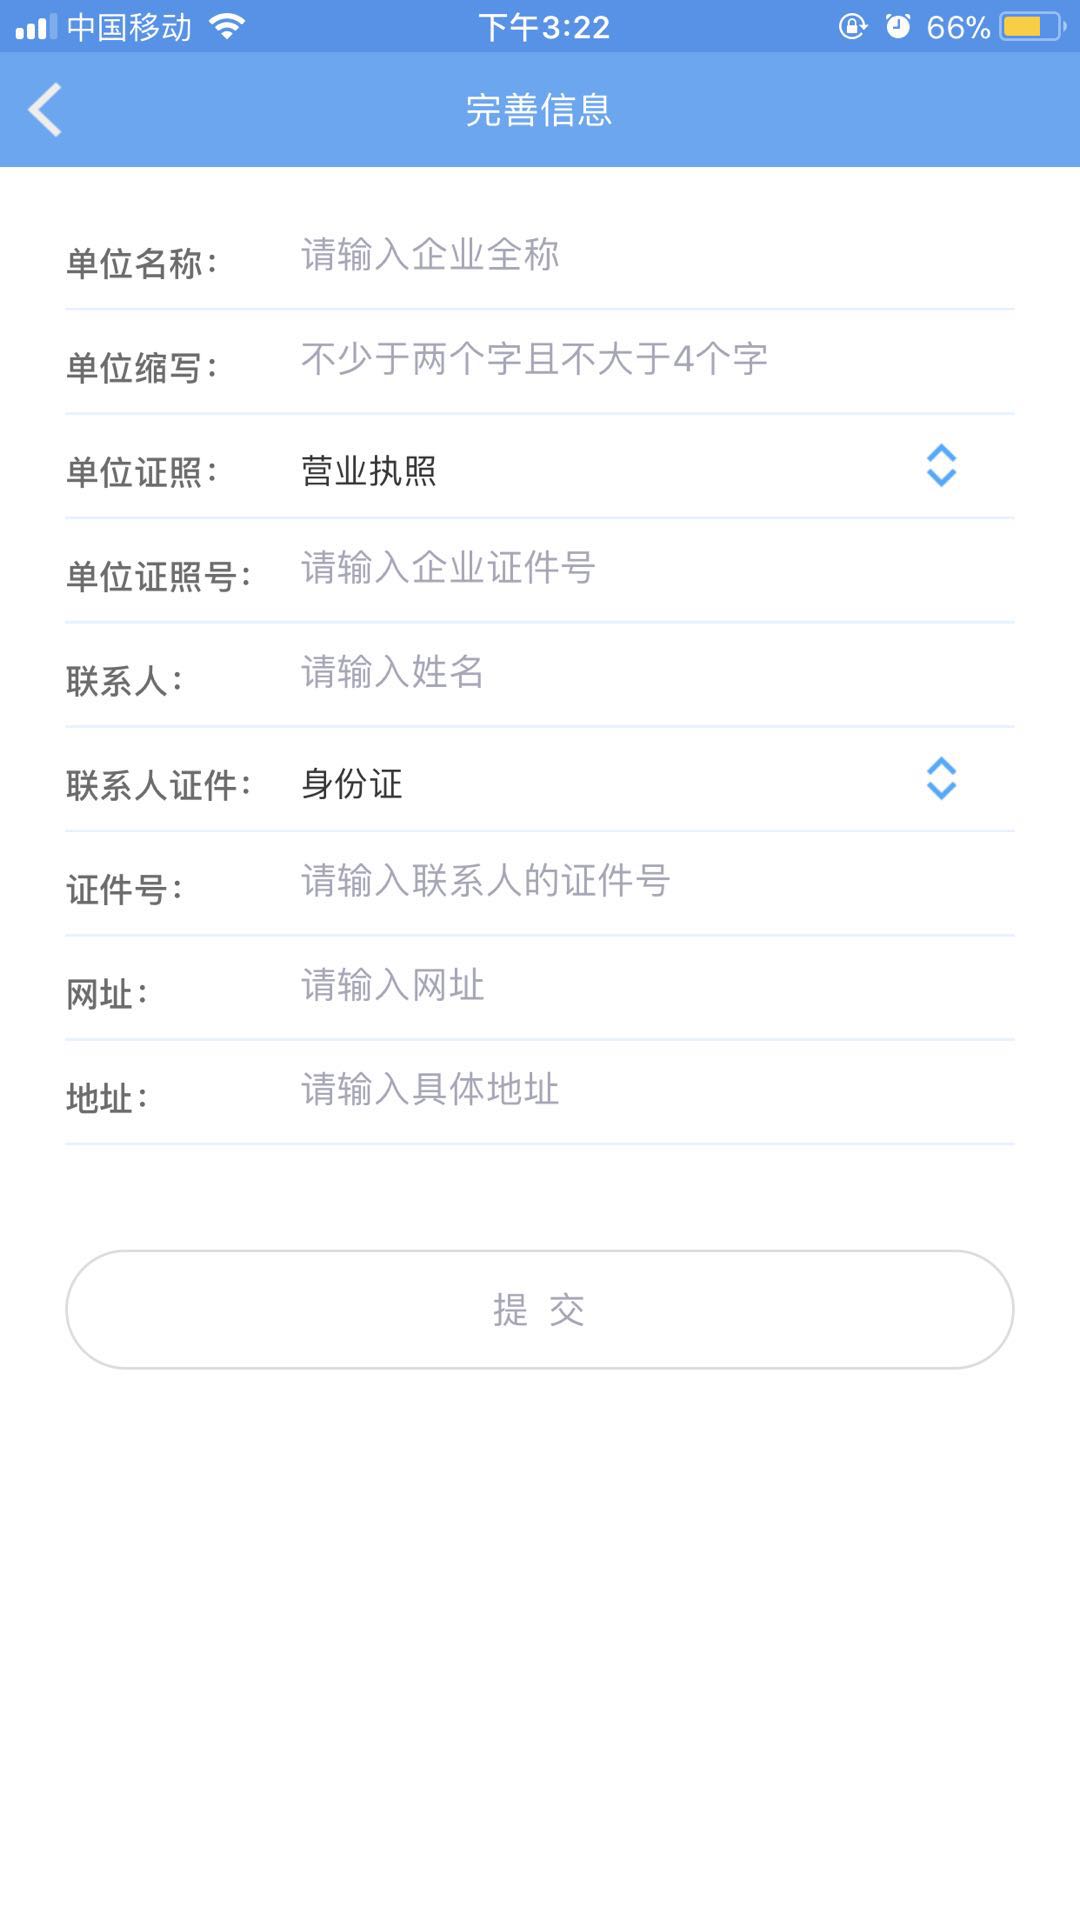 中国移动 下午3:22 66%
完善信息
单位名称： 请输入企业全称
单位缩写： 不少于两个字且不大于4个字
单位证照： 营业执照
单位证照号： 请输入企业证件号
联系人： 请输入姓名
联系人证件： 身份证
证件号： 请输入联系人的证件号
网址： 请输入网址
地址： 请输入具体地址
提 交